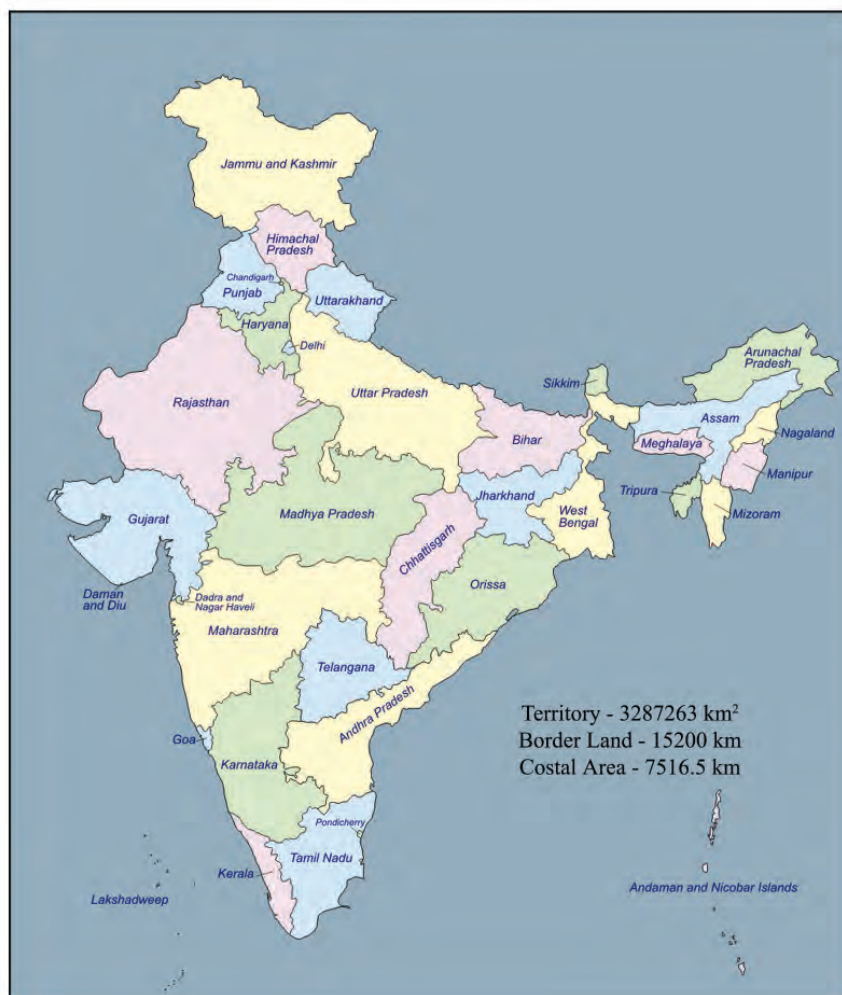 Jammu and Kashmir
Himachal
Pradesh
Chandigarh
Punjab
Uttarakhand
Haryana
Delhi
Arunachal
Pradesh
Sikkim
Uttar Pradesh
Rajasthan
Assam
Nagaland
Bihar
Meghalaya
Manipur
Jharkhand
Tripura
West
Bengal
Mizoram
Gujarat
Madhya Pradesh
Chhattisgarh
Orissa
Daman
and Diu
Dadra and
Nagar Haveli
Maharashtra
Telangana
Andhra Pradesh
Territory - 3287263 km²
Border Land - 15200 km
Costal Area - 7516.5 km
Goa
Karnataka
Pondicherry
Tamil Nadu
Kerala
Lakshadweep
Andaman and Nicobar Islands